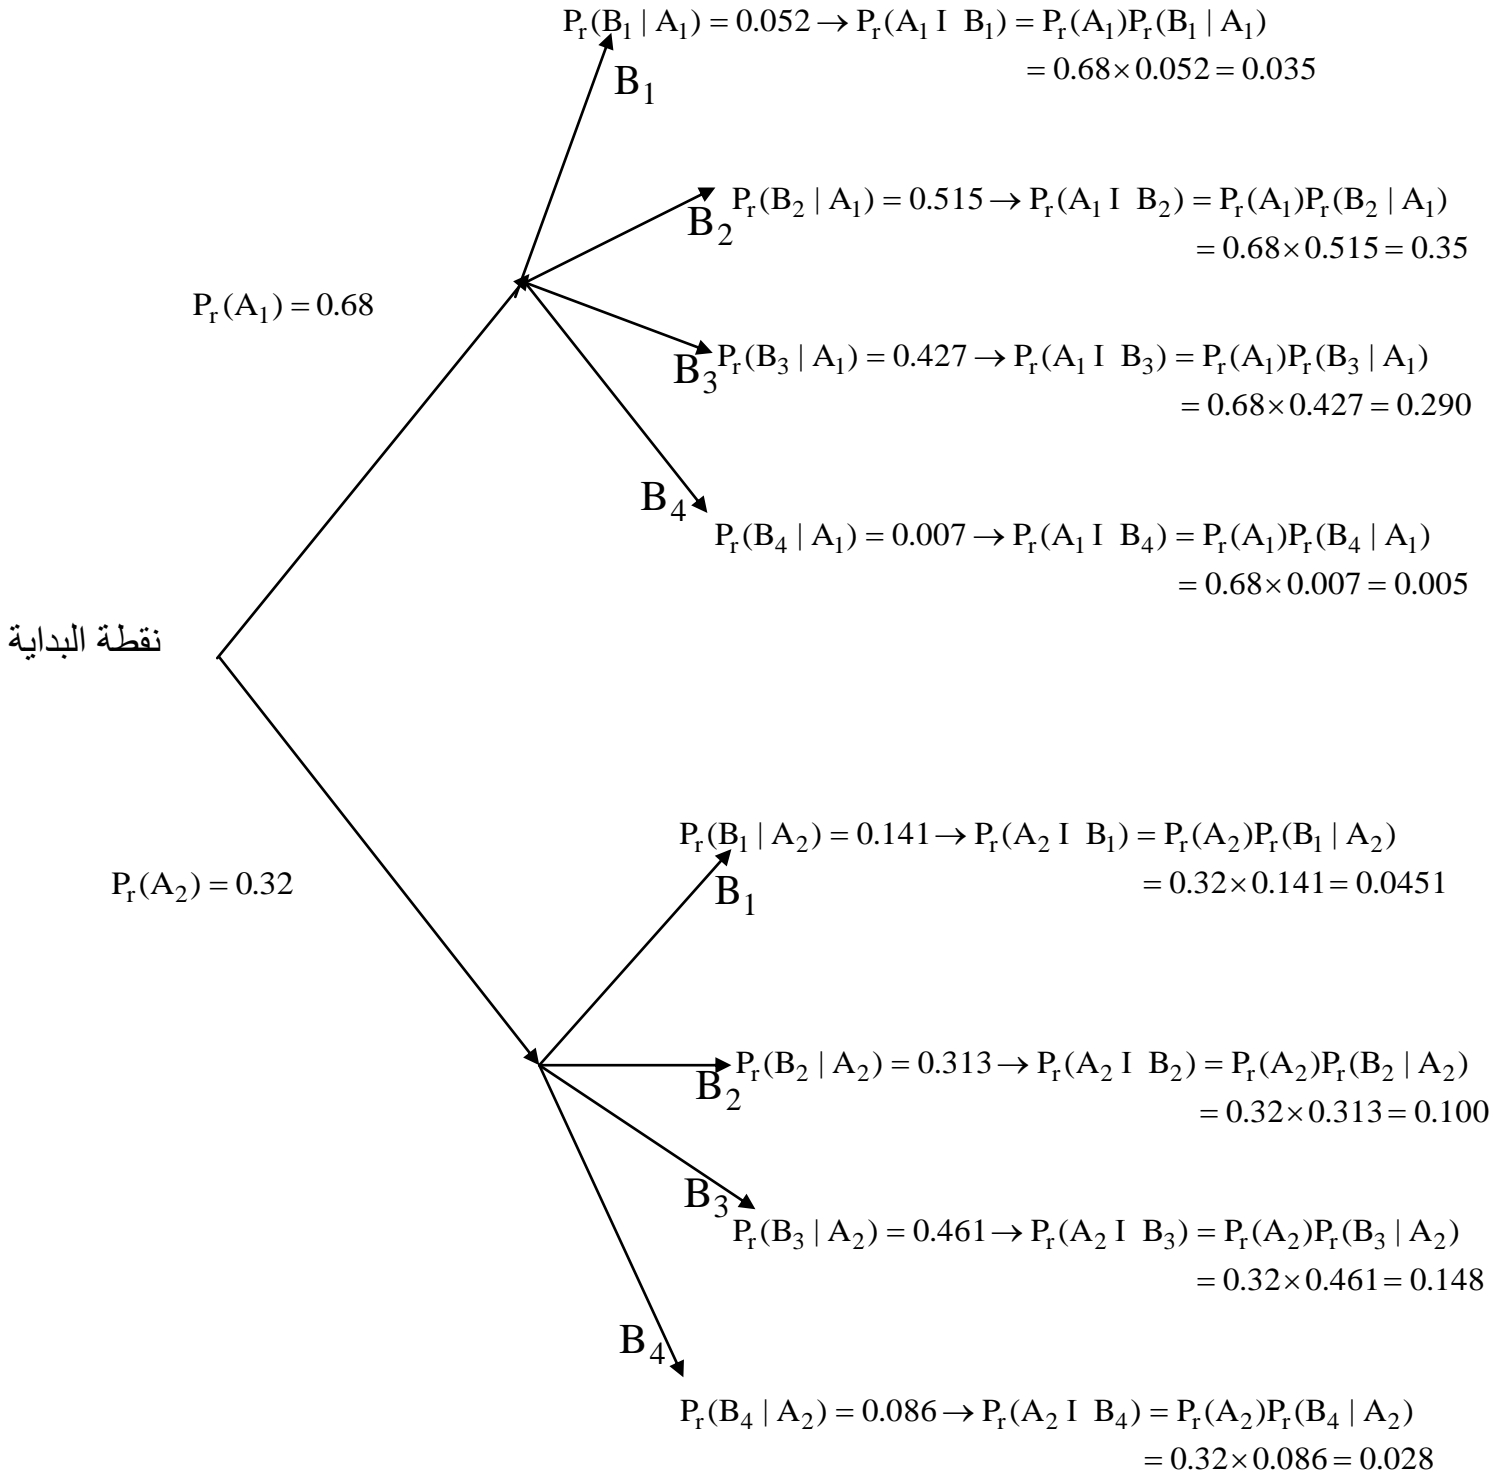 Pr(B1 | A1) = 0.052 → Pr(A1 I B1) = Pr(A1)Pr(B1 | A1)
= 0.68×0.052 = 0.035
B1
Pr(B2 | A1) = 0.515 → Pr(A1 I B2) = Pr(A1)Pr(B2 | A1)
B2
= 0.68×0.515 = 0.35
Pr(A1) = 0.68
Pr(B3 | A1) = 0.427 → Pr(A1 I B3) = Pr(A1)Pr(B3 | A1)
B3
= 0.68×0.427 = 0.290
B4
Pr(B4 | A1) = 0.007 → Pr(A1 I B4) = Pr(A1)Pr(B4 | A1)
= 0.68×0.007 = 0.005
نقطة البداية
Pr(B1 | A2) = 0.141 → Pr(A2 I B1) = Pr(A2)Pr(B1 | A2)
Pr(A2) = 0.32
= 0.32×0.141 = 0.0451
B1
Pr(B2 | A2) = 0.313 → Pr(A2 I B2) = Pr(A2)Pr(B2 | A2)
B2
= 0.32×0.313 = 0.100
B3
Pr(B3 | A2) = 0.461 → Pr(A2 I B3) = Pr(A2)Pr(B3 | A2)
= 0.32×0.461 = 0.148
B4
Pr(B4 | A2) = 0.086 → Pr(A2 I B4) = Pr(A2)Pr(B4 | A2)
= 0.32×0.086 = 0.028